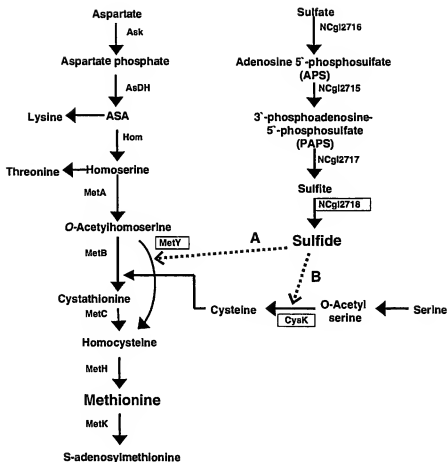 Aspartate
Ask
Aspartate phosphate
AsDH
Lysine
ASA
Hom
Threonine
Homoserine
MetA
O-Acetylhomoserine
MetY
MetB
Cystathionine
MetC
Homocysteine
MetH
Methionine
MetK
S-adenosylmethionine
Sulfate
NCgl2716
Adenosine 5`-phosphosulfate
(APS)
NCgl2715
3`-phosphoadenosine-
5`-phosphosulfate
(PAPS)
NCgl2717
Sulfite
NCgl2718
Sulfide
A
B
Cysteine
CysK
O-Acetyl
serine
Serine